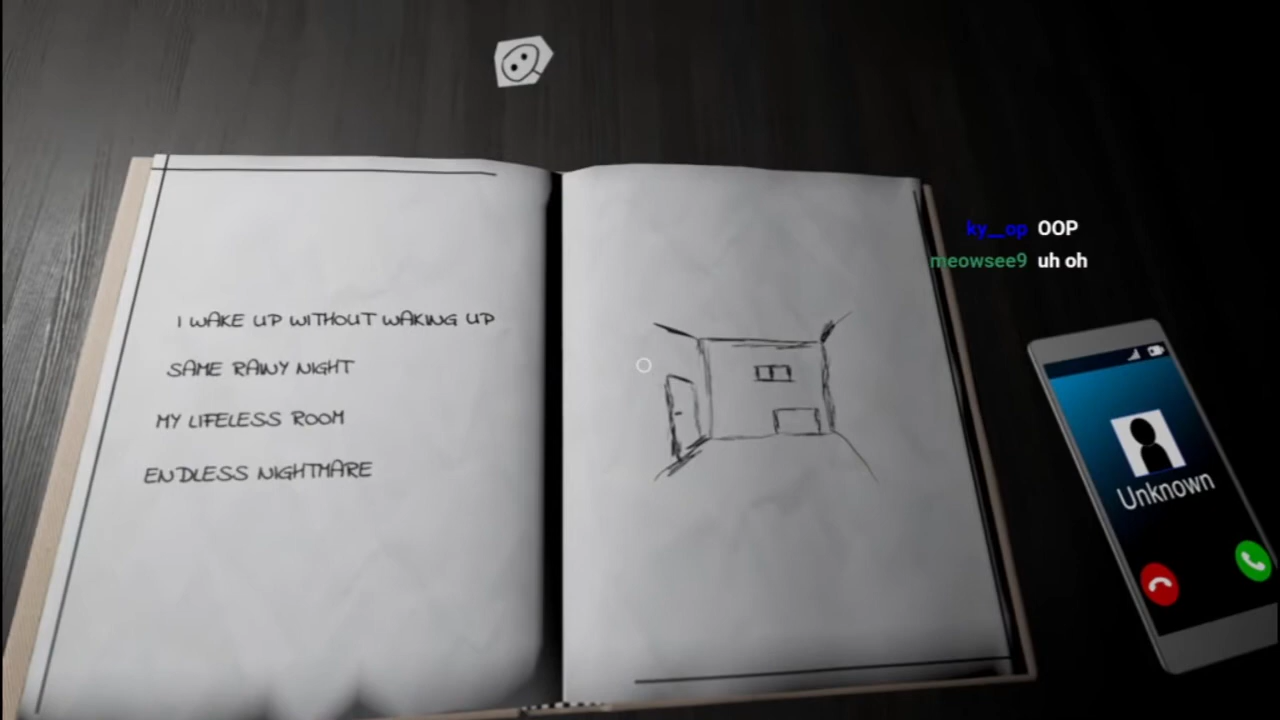 I WAKE UP WITHOUT WAKING UP
SAME RAINY NIGHT
MY LIFELESS ROOM
ENDLESS NIGHTMARE
ky__op OOP
meowsee9 uh oh
Unknown